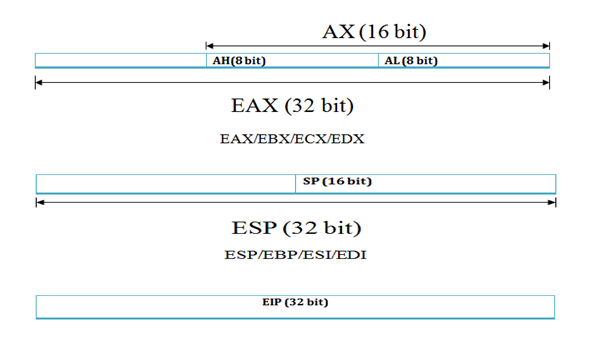 AX (16 bit)
AH(8 bit) AL (8 bit)
EAX (32 bit)
EAX/EBX/ECX/EDX
SP (16 bit)
ESP (32 bit)
ESP/EBP/ESI/EDI
EIP (32 bit)